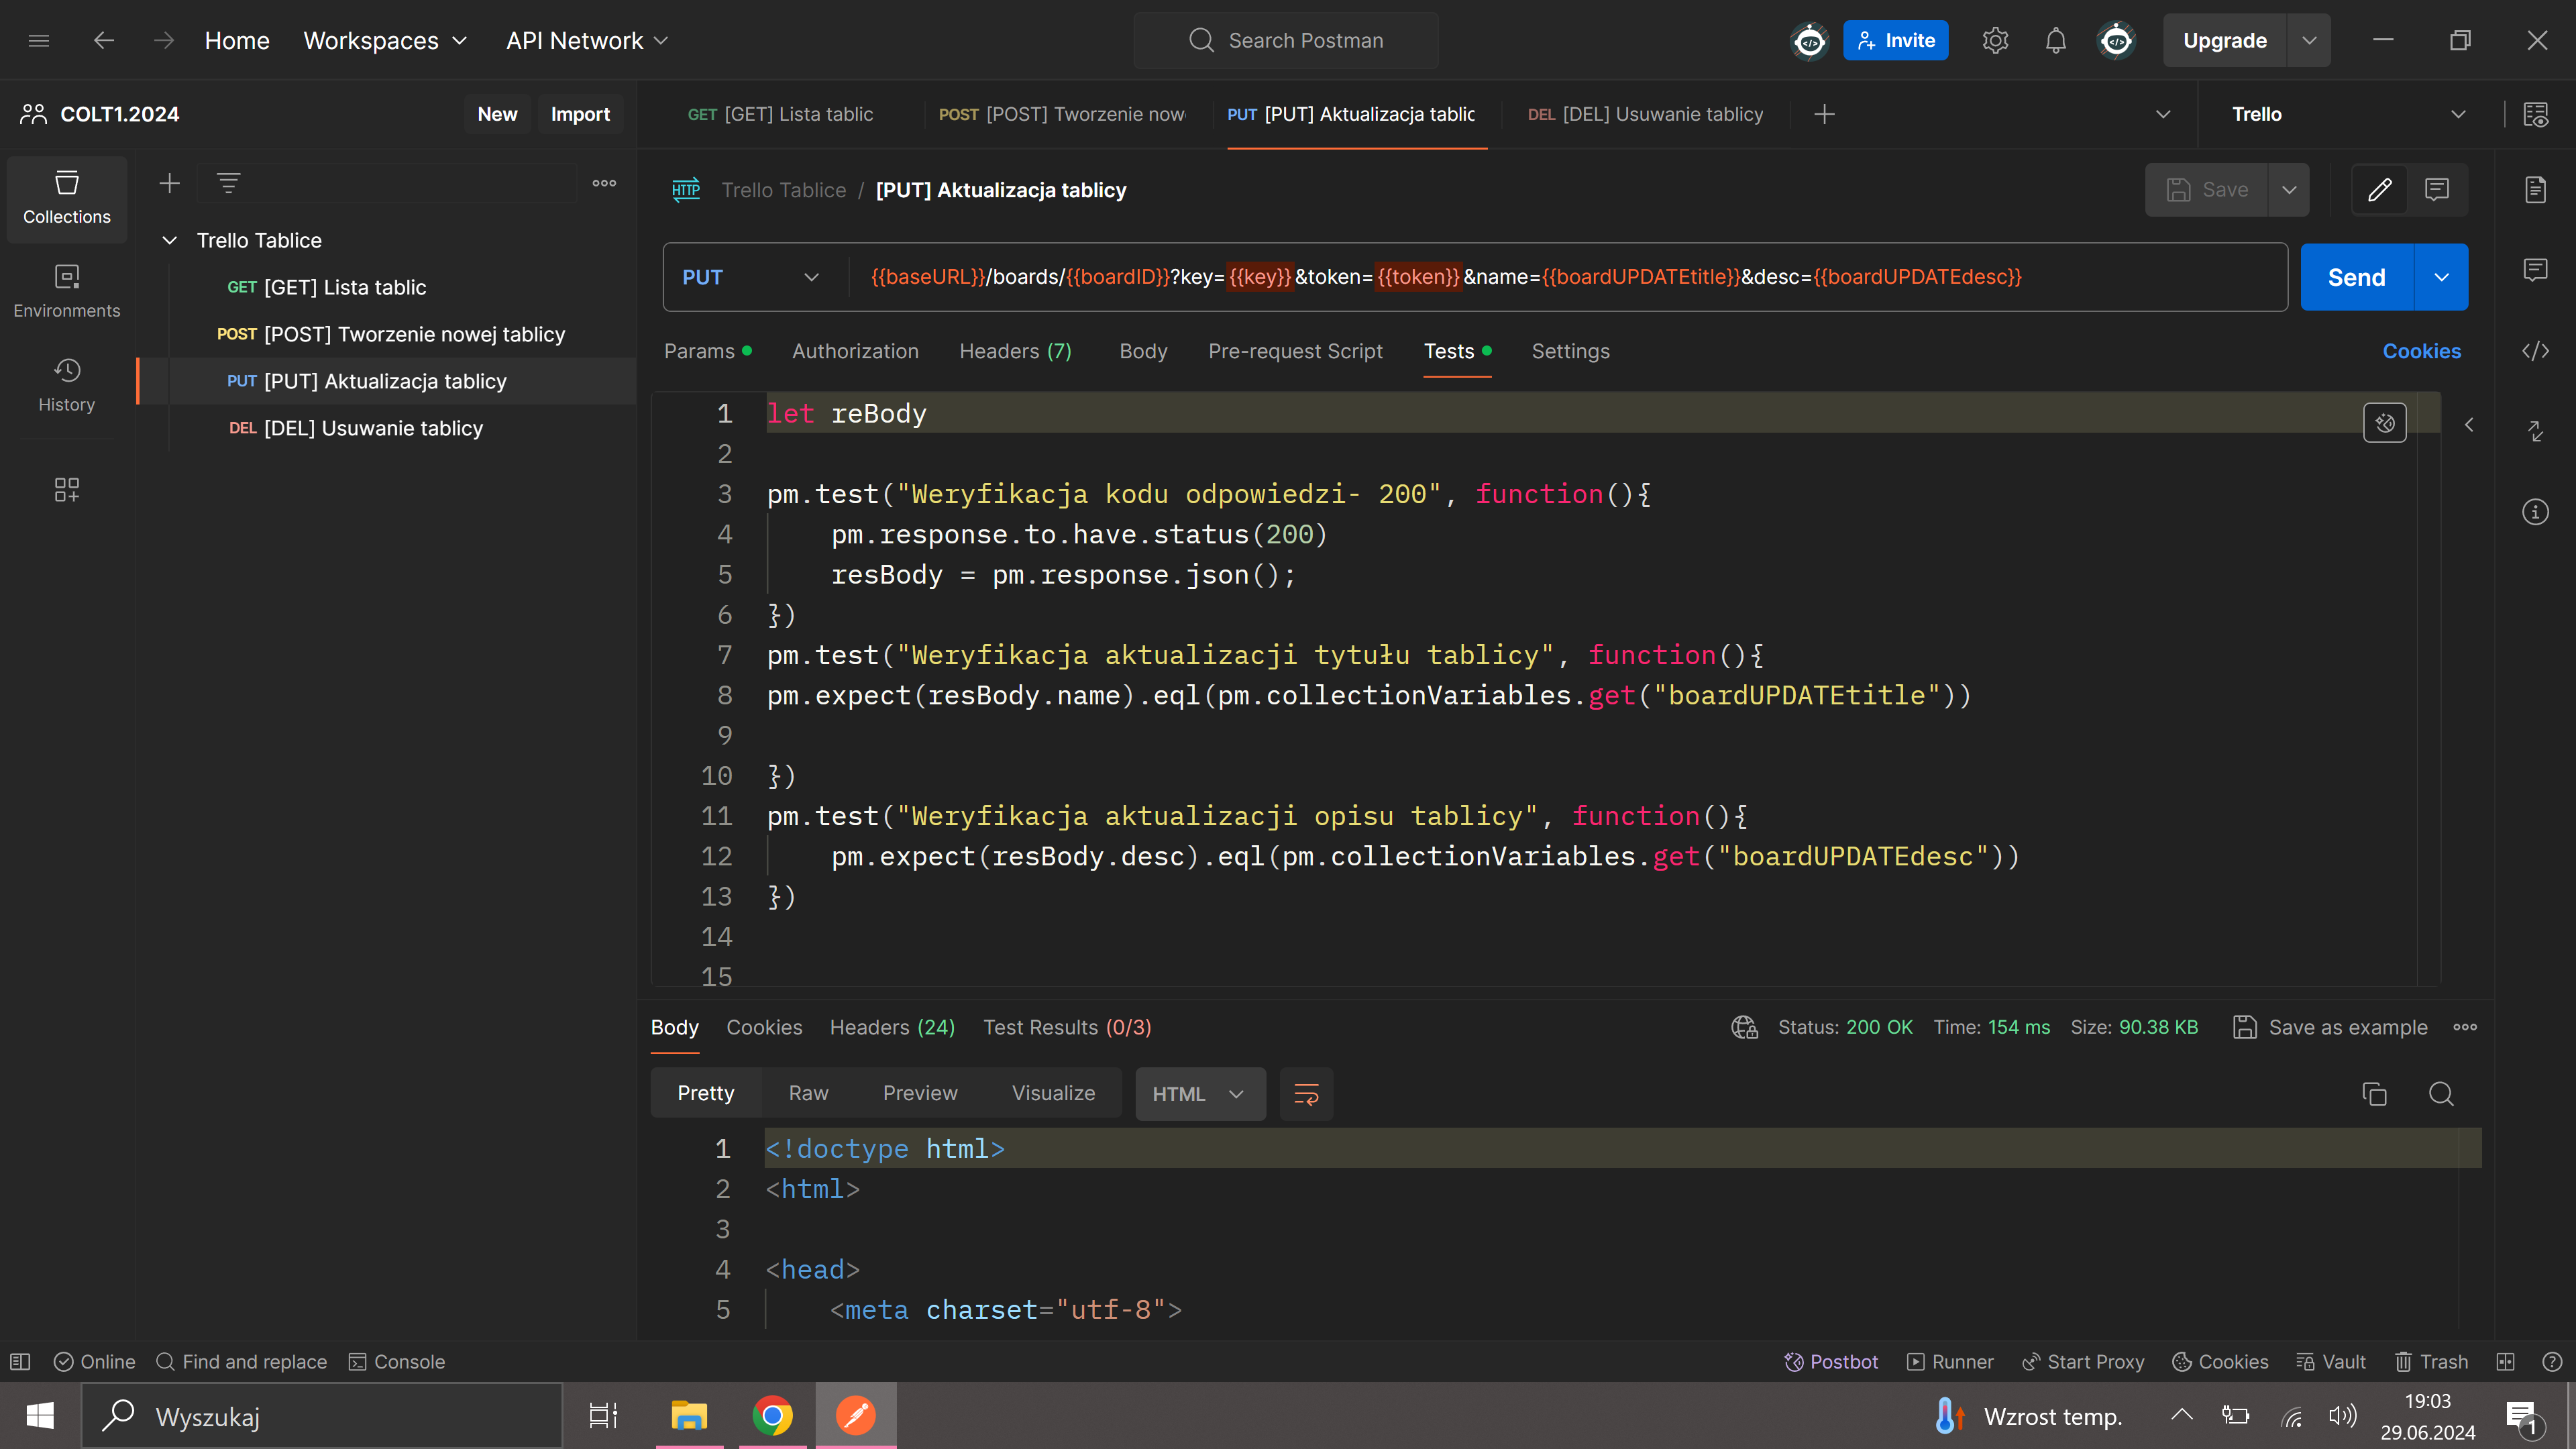 Home Workspaces API Network Search Postman Invite Upgrade
COLT1.2024 New Import GET [GET] Lista tablic POST [POST] Tworzenie now PUT [PUT] Aktualizacja tablic DEL [DEL] Usuwanie tablicy Trello
Collections
Environments
History
Trello Tablice
GET [GET] Lista tablic
POST [POST] Tworzenie nowej tablicy
PUT [PUT] Aktualizacja tablicy
DEL [DEL] Usuwanie tablicy
HTTP Trello Tablice / [PUT] Aktualizacja tablicy Save
PUT {{baseURL}}/boards/{{boardID}}?key={{key}}&token={{token}}&name={{boardUPDATEtitle}}&desc={{boardUPDATEdesc}} Send
Params Authorization Headers (7) Body Pre-request Script Tests Settings Cookies
1 let reBody
2
3 pm.test("Weryfikacja kodu odpowiedzi- 200", function(){
4 pm.response.to.have.status(200)
5 resBody = pm.response.json();
6 })
7 pm.test("Weryfikacja aktualizacji tytułu tablicy", function(){
8 pm.expect(resBody.name).eql(pm.collectionVariables.get("boardUPDATEtitle"))
9
10 })
11 pm.test("Weryfikacja aktualizacji opisu tablicy", function(){
12 pm.expect(resBody.desc).eql(pm.collectionVariables.get("boardUPDATEdesc"))
13 })
14
15
Body Cookies Headers (24) Test Results (0/3) Status: 200 OK Time: 154 ms Size: 90.38 KB Save as example
Pretty Raw Preview Visualize HTML
1 <!doctype html>
2 <html>
3
4 <head>
5 <meta charset="utf-8">
Online Find and replace Console Postbot Runner Start Proxy Cookies Vault Trash
Wyszukaj Wzrost temp. 19:03
29.06.2024 1